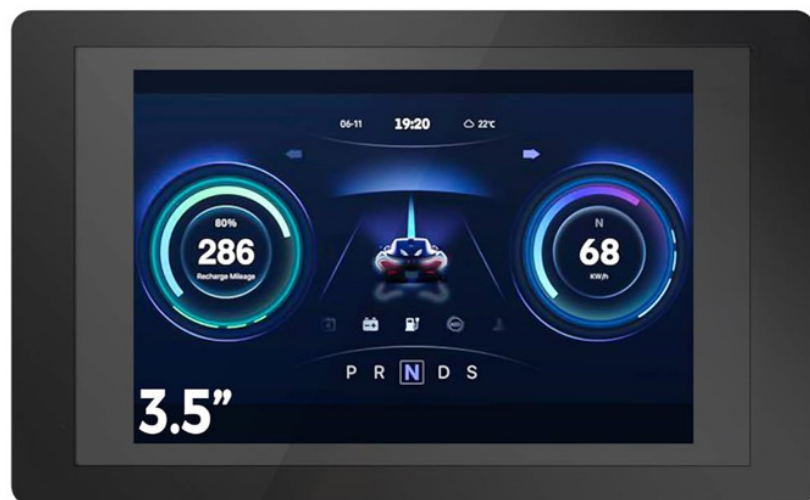 06-11 19:20 22℃
80%
286
Recharge Mileage
N
68
KW/h
P R N D S
3.5”